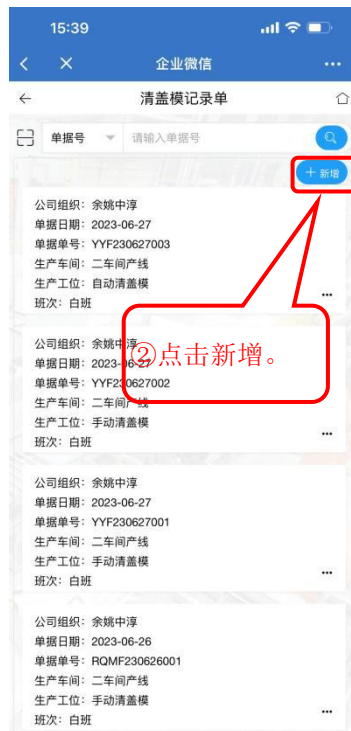 15:39
企业微信
清盖模记录单
单据号 请输入单据号
+ 新增
公司组织：余姚中淳
单据日期：2023-06-27
单据单号：YYF230627003
生产车间：二车间产线
生产工位：自动清盖模
班次：白班
公司组织：余姚中淳
②点击新增。
单据日期：2023-06-27
单据单号：YYF230627002
生产车间：二车间产线
生产工位：手动清盖模
班次：白班
公司组织：余姚中淳
单据日期：2023-06-27
单据单号：YYF230627001
生产车间：二车间产线
生产工位：手动清盖模
班次：白班
公司组织：余姚中淳
单据日期：2023-06-26
单据单号：RQMF230626001
生产车间：二车间产线
生产工位：手动清盖模
班次：白班